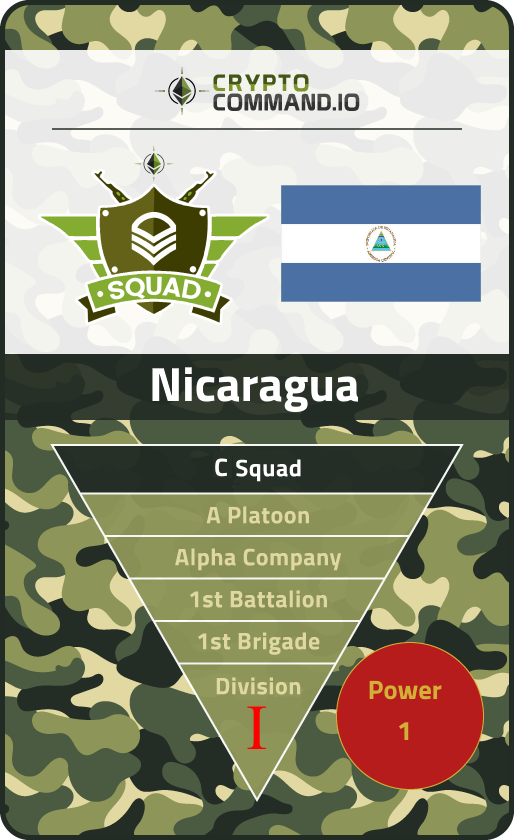 CRYPTO
COMMAND.IO
SQUAD
Nicaragua
C Squad
A Platoon
Alpha Company
1st Battalion
1st Brigade
Division
I
Power
1